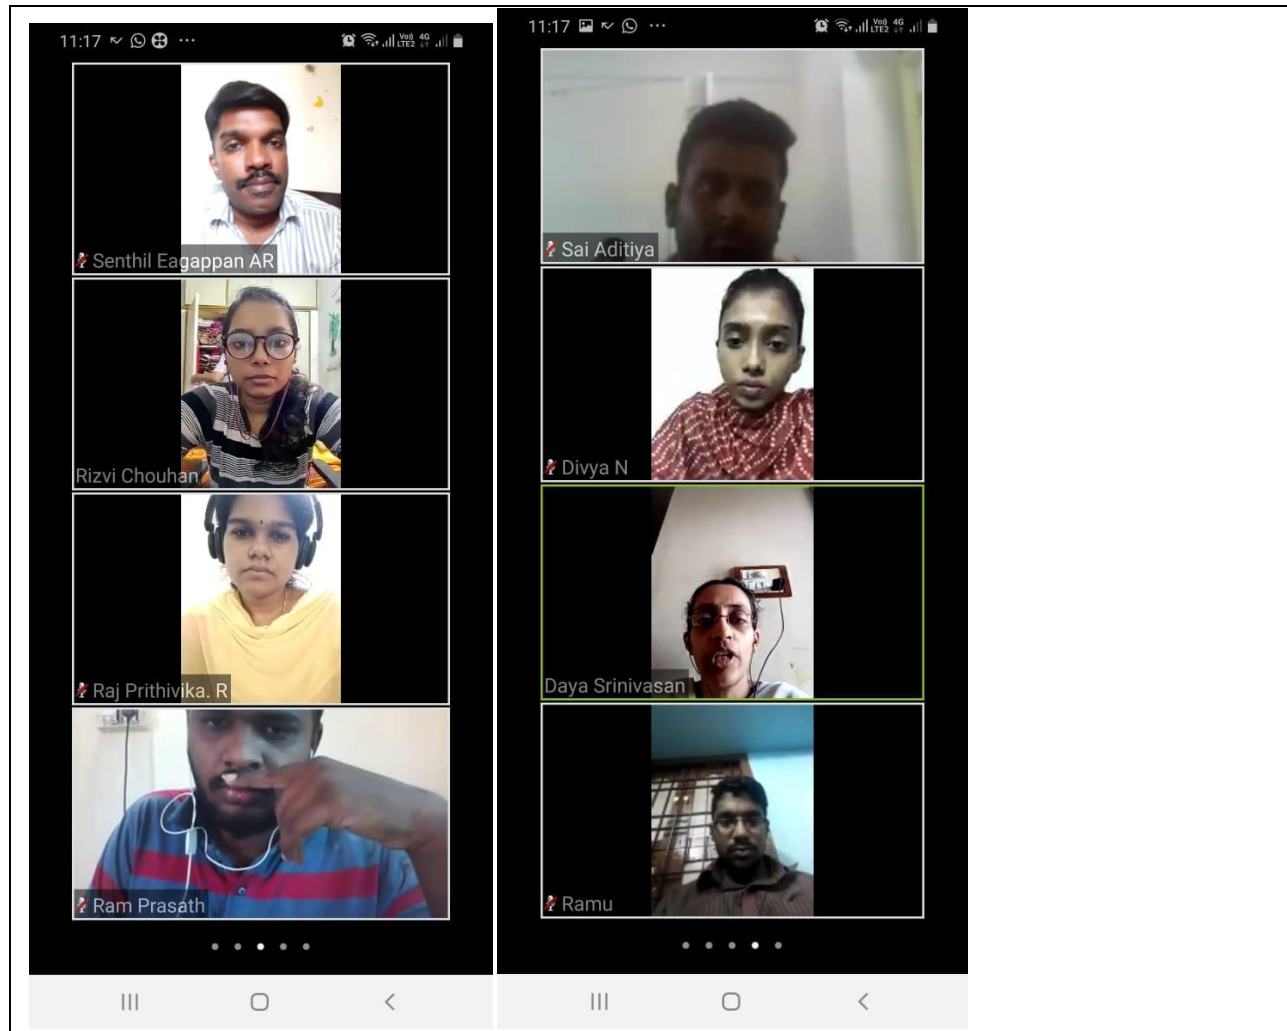 11:17
Senthil Eagappan AR
Rizvi Chouhan
Raj Prithivika. R
Ram Prasath
11:17
Sai Aditiya
Divya N
Daya Srinivasan
Ramu